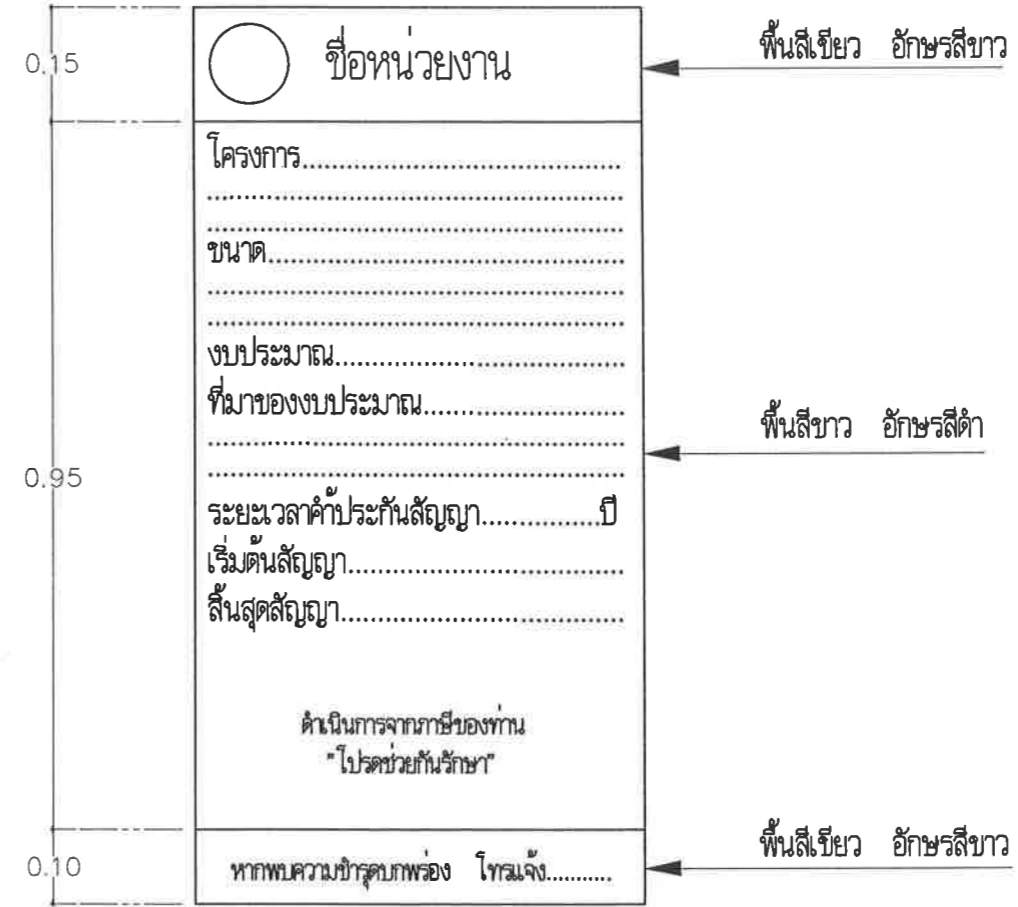 0.15
ชื่อหน่วยงาน
พื้นสีเขียว อักษรสีขาว
โครงการ........................................................
........................................................................
........................................................................
ขนาด..............................................................
........................................................................
........................................................................
งบประมาณ..................................................
ที่มาของงบประมาณ...................................
........................................................................
........................................................................
0.95
พื้นสีขาว อักษรสีดำ
ระยะเวลาค้ำประกันสัญญา................ปี
เริ่มต้นสัญญา................................................
สิ้นสุดสัญญา.................................................
ดำเนินการจากภาษีของท่าน
"โปรดช่วยกันรักษา"
0.10
หากพบความชำรุดบกพร่อง โทรแจ้ง...........
พื้นสีเขียว อักษรสีขาว